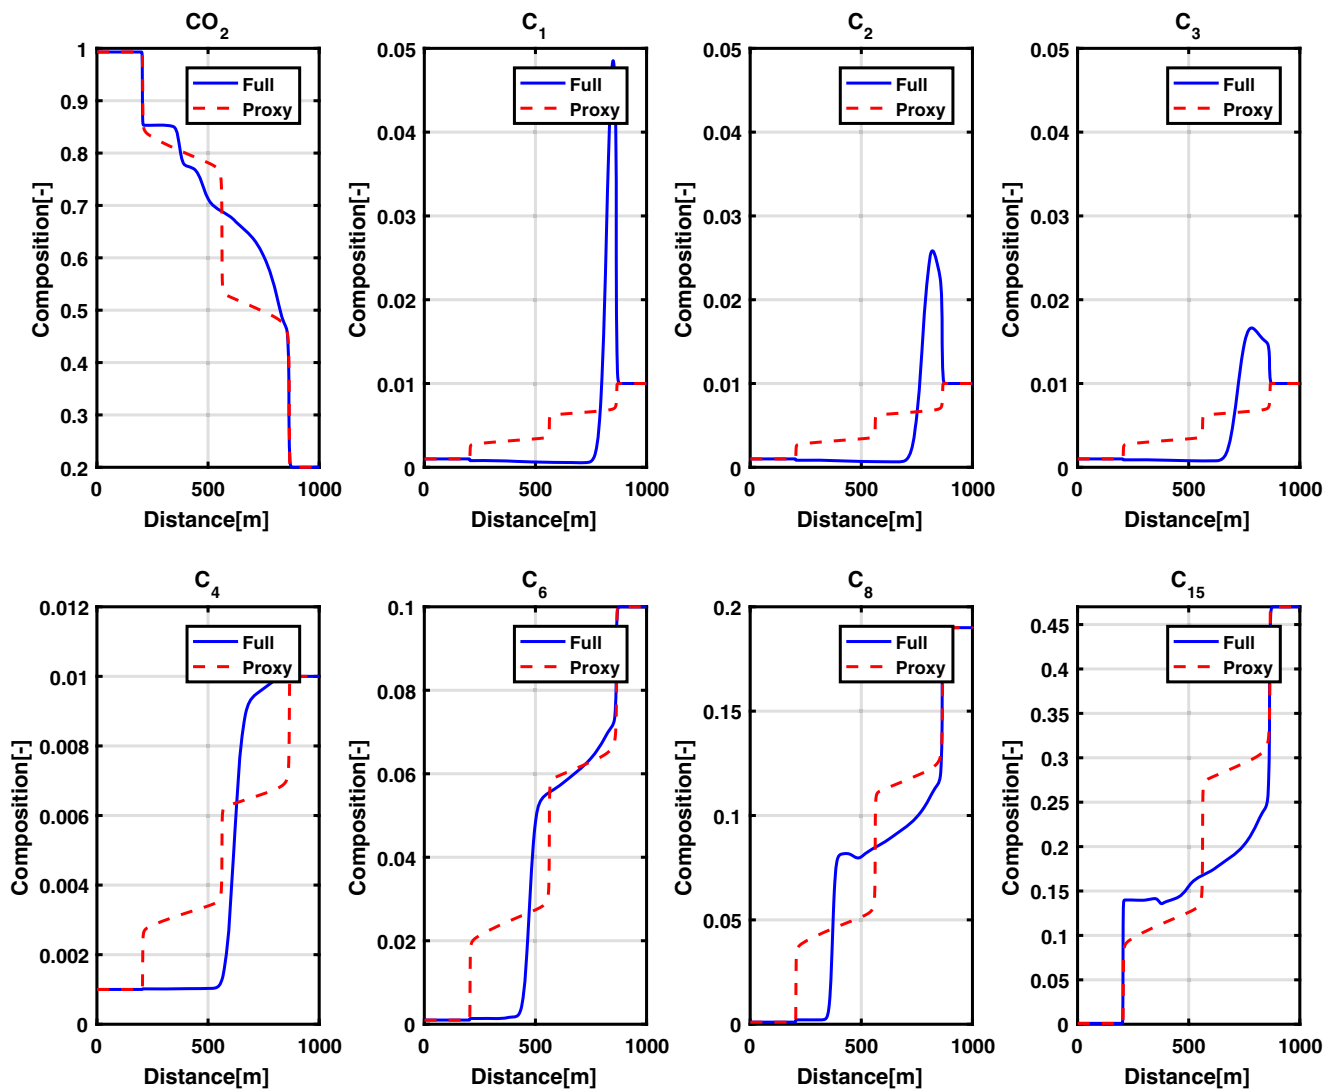 CO2
1
0.9
0.8
0.7
0.6
0.5
0.4
0.3
0.2
0
500
1000
Composition[-]
Distance[m]
Full
Proxy
C1
0.05
0.04
0.03
0.02
0.01
0
0
500
1000
Composition[-]
Distance[m]
Full
Proxy
C2
0.05
0.04
0.03
0.02
0.01
0
0
500
1000
Composition[-]
Distance[m]
Full
Proxy
C3
0.05
0.04
0.03
0.02
0.01
0
0
500
1000
Composition[-]
Distance[m]
Full
Proxy
C4
0.012
0.01
0.008
0.006
0.004
0.002
0
0
500
1000
Composition[-]
Distance[m]
Full
Proxy
C6
0.1
0.08
0.06
0.04
0.02
0
0
500
1000
Composition[-]
Distance[m]
Full
Proxy
C8
0.2
0.15
0.1
0.05
0
0
500
1000
Composition[-]
Distance[m]
Full
Proxy
C15
0.45
0.4
0.35
0.3
0.25
0.2
0.15
0.1
0.05
0
0
500
1000
Composition[-]
Distance[m]
Full
Proxy